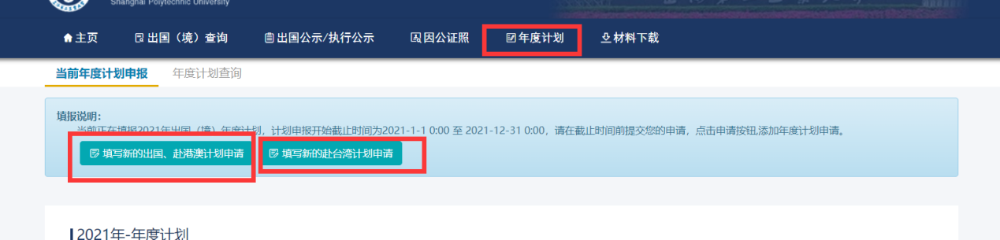 Shanghai Polytechnic University
主页 出国（境）查询 出国公示/执行公示 因公证照 年度计划 材料下载
当前年度计划申报 年度计划查询
填报说明：
当前正在填报2021年出国（境）年度计划，计划申报开始截止时间为2021-1-1 0:00 至 2021-12-31 0:00，请在截止时间前提交您的申请，点击申请按钮,添加年度计划申请。
填写新的出国、赴港澳计划申请 填写新的赴台湾计划申请
2021年-年度计划